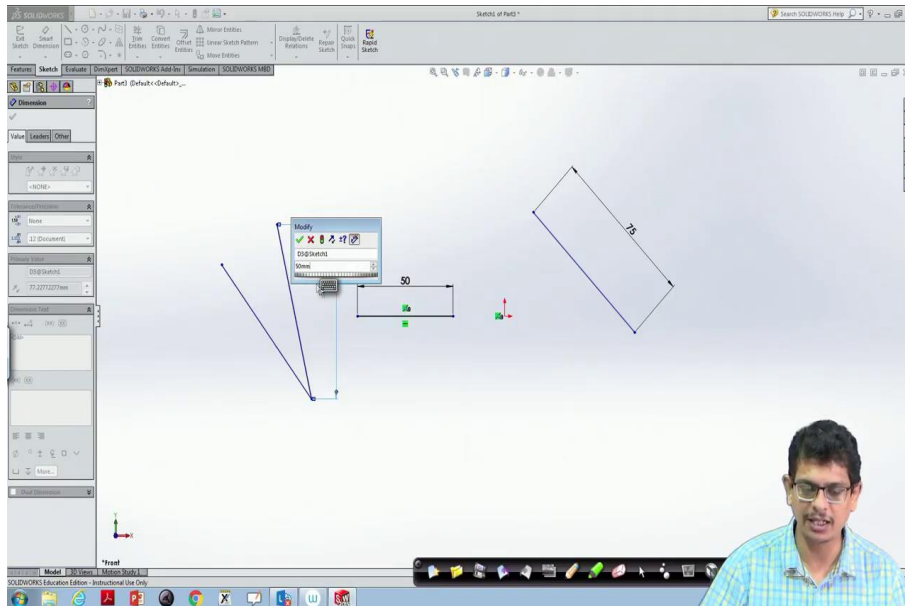 SOLIDWORKS
Sketch1 of Part3 *
Search SOLIDWORKS Help
Exit Sketch
Smart Dimension
Trim Entities
Convert Entities
Offset Entities
Mirror Entities
Linear Sketch Pattern
Move Entities
Display/Delete Relations
Repair Sketch
Quick Snaps
Rapid Sketch
Features Sketch Evaluate DimXpert SOLIDWORKS Add-Ins Simulation SOLIDWORKS MBD
Part3 (Default<<Default>_...
Dimension
Value Leaders Other
Style
<NONE>
Tolerance/Precision
None
.12 (Document)
Primary Value
D3@Sketch1
77.22772277mm
Dimension Text
More...
Dual Dimension
Modify
D3@Sketch1
50mm
50
75
Y
X
*Front
Model 3D Views Motion Study 1
SOLIDWORKS Education Edition - Instructional Use Only